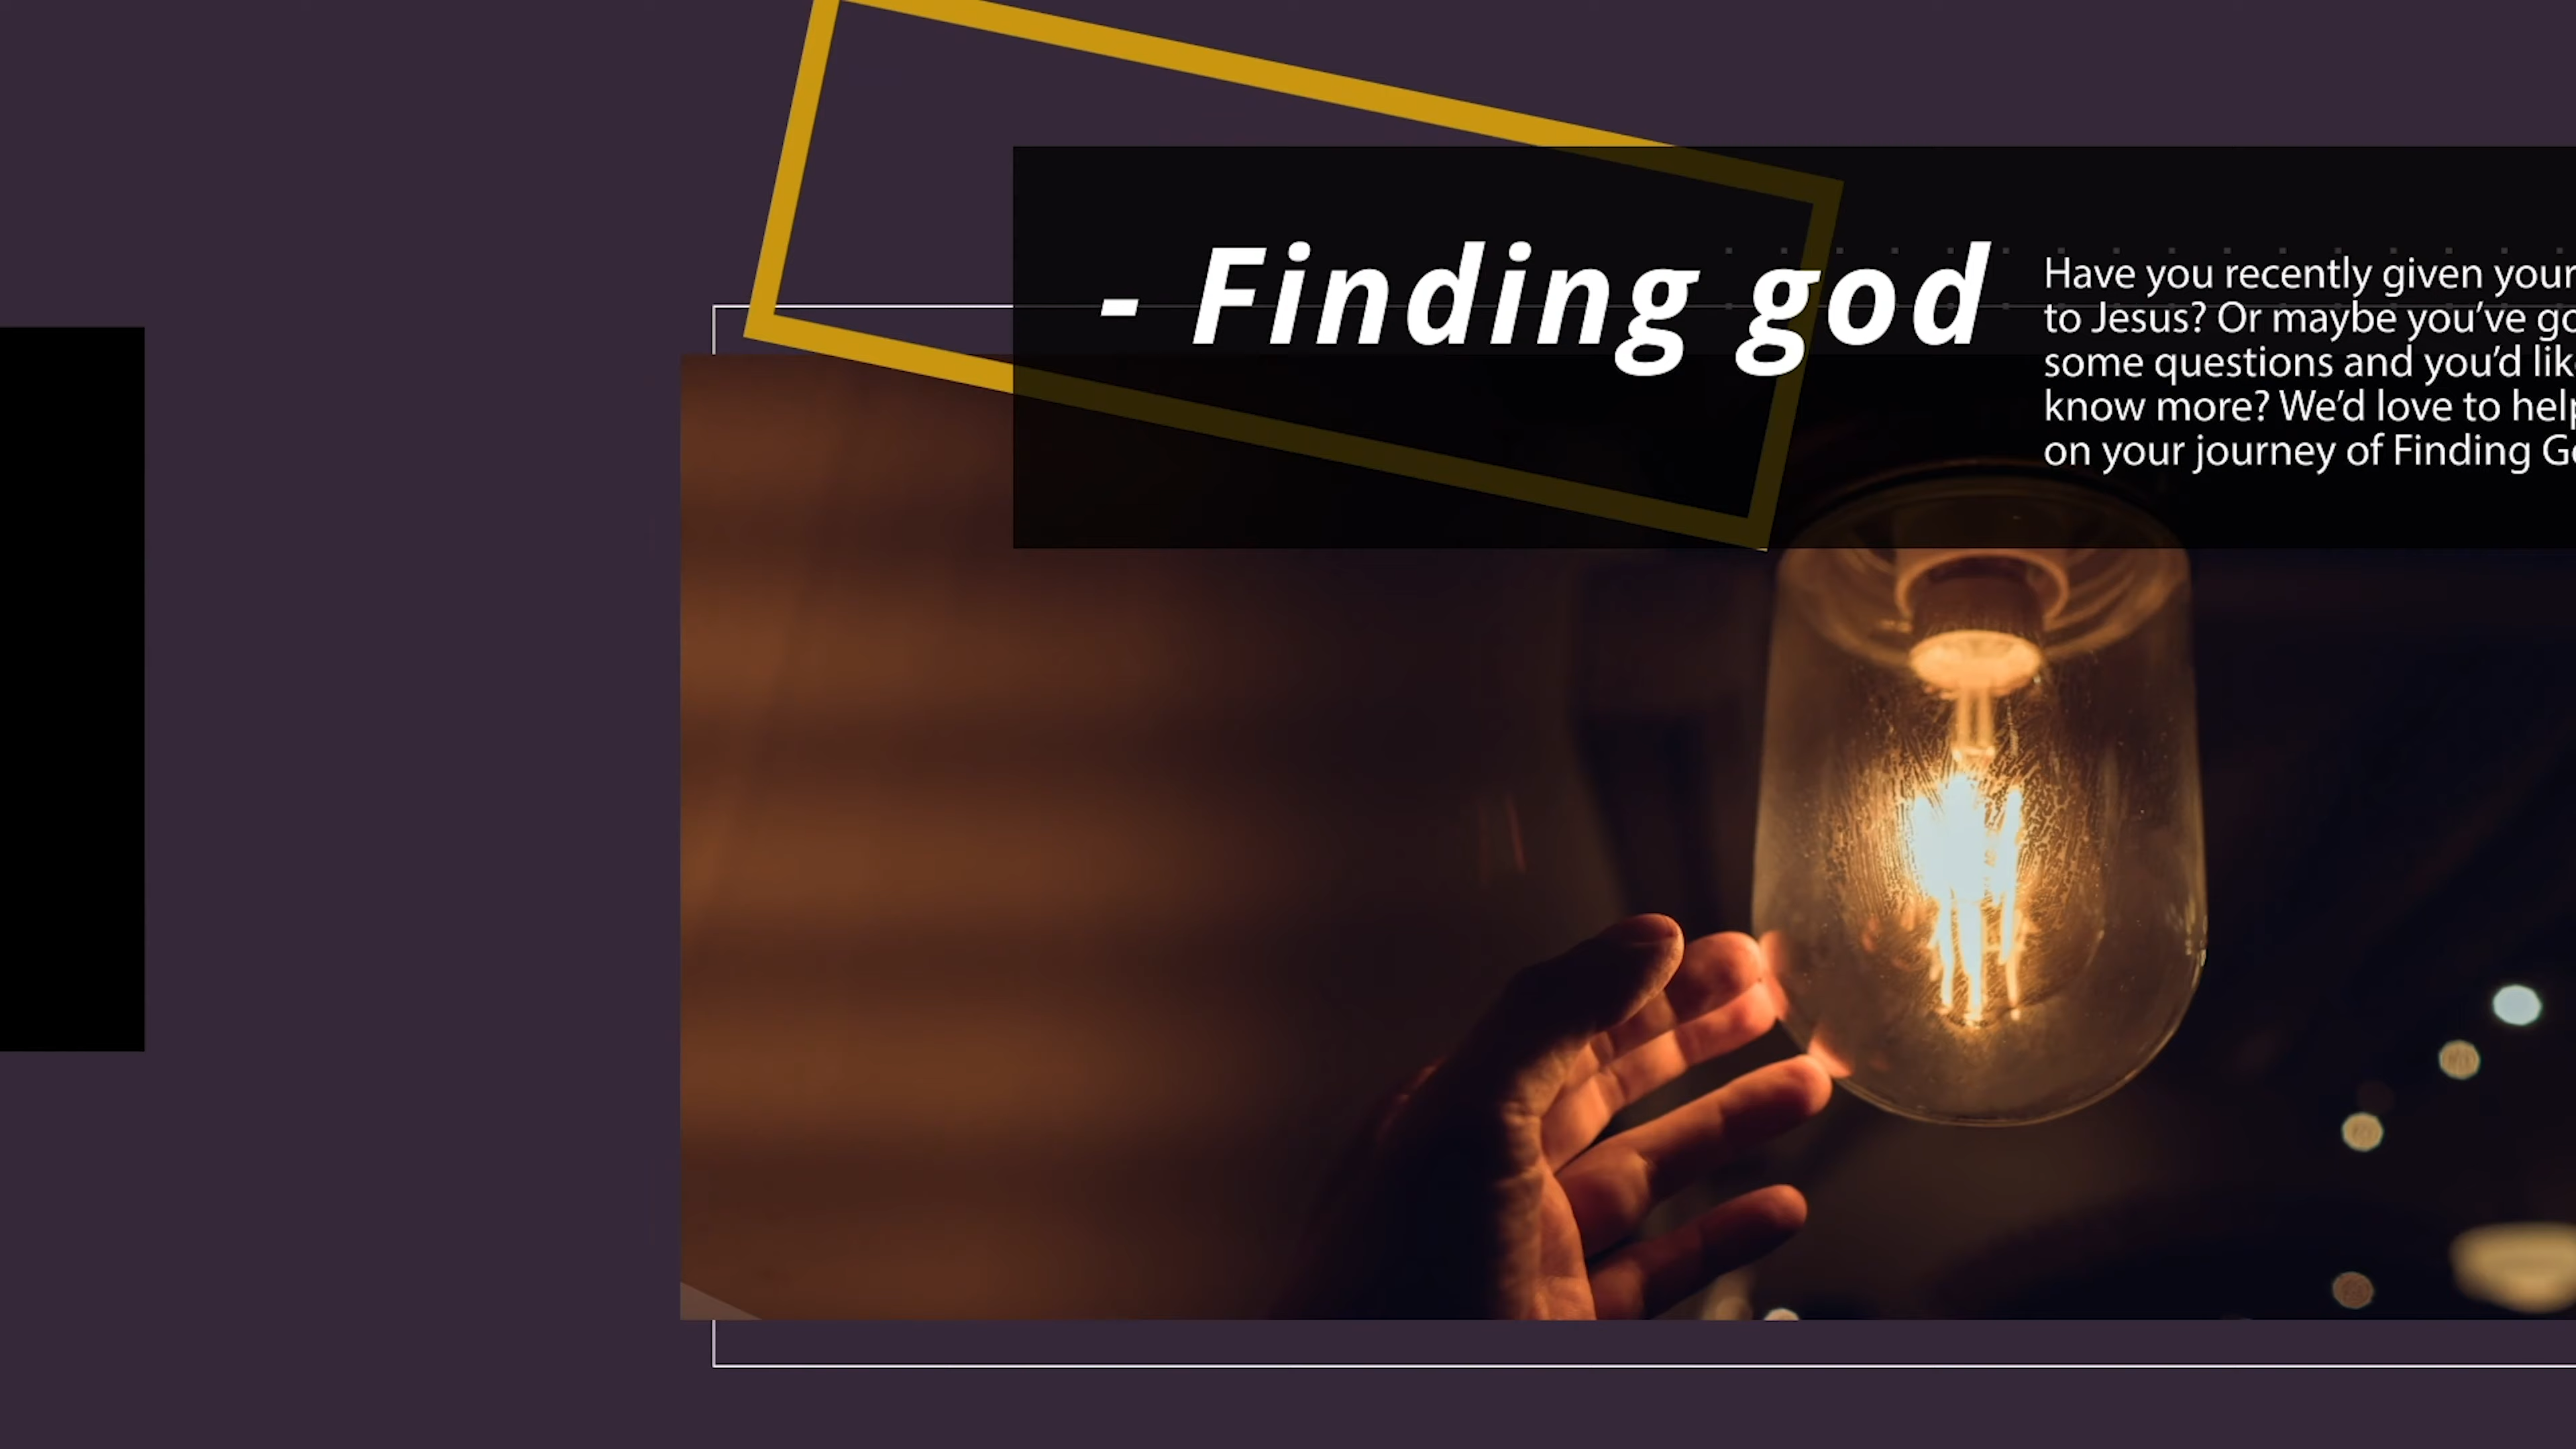 - Finding god
Have you recently given your
to Jesus? Or maybe you’ve
some questions and you’d
know more? We’d love to
on your journey of Finding